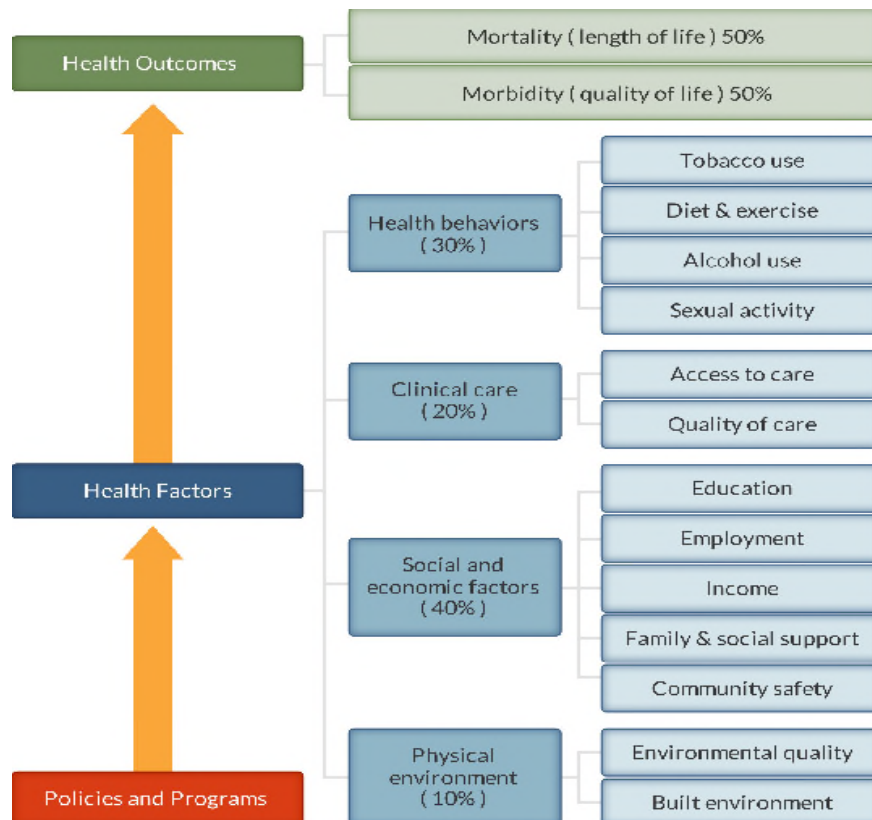 Health Outcomes
Mortality ( length of life ) 50%
Morbidity ( quality of life ) 50%
Health Factors
Health behaviors
( 30% )
Tobacco use
Diet & exercise
Alcohol use
Sexual activity
Clinical care
( 20% )
Access to care
Quality of care
Social and
economic factors
( 40% )
Education
Employment
Income
Family & social support
Community safety
Physical
environment
( 10% )
Environmental quality
Built environment
Policies and Programs